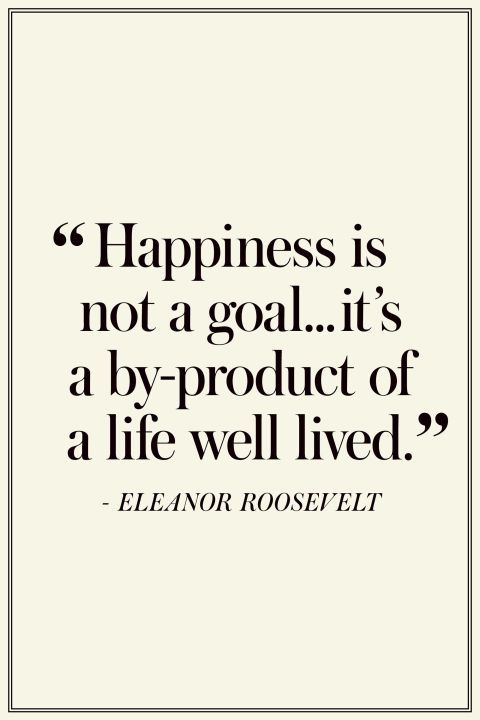 “Happiness is
not a goal...it’s
a by-product of
a life well lived.”
- ELEANOR ROOSEVELT